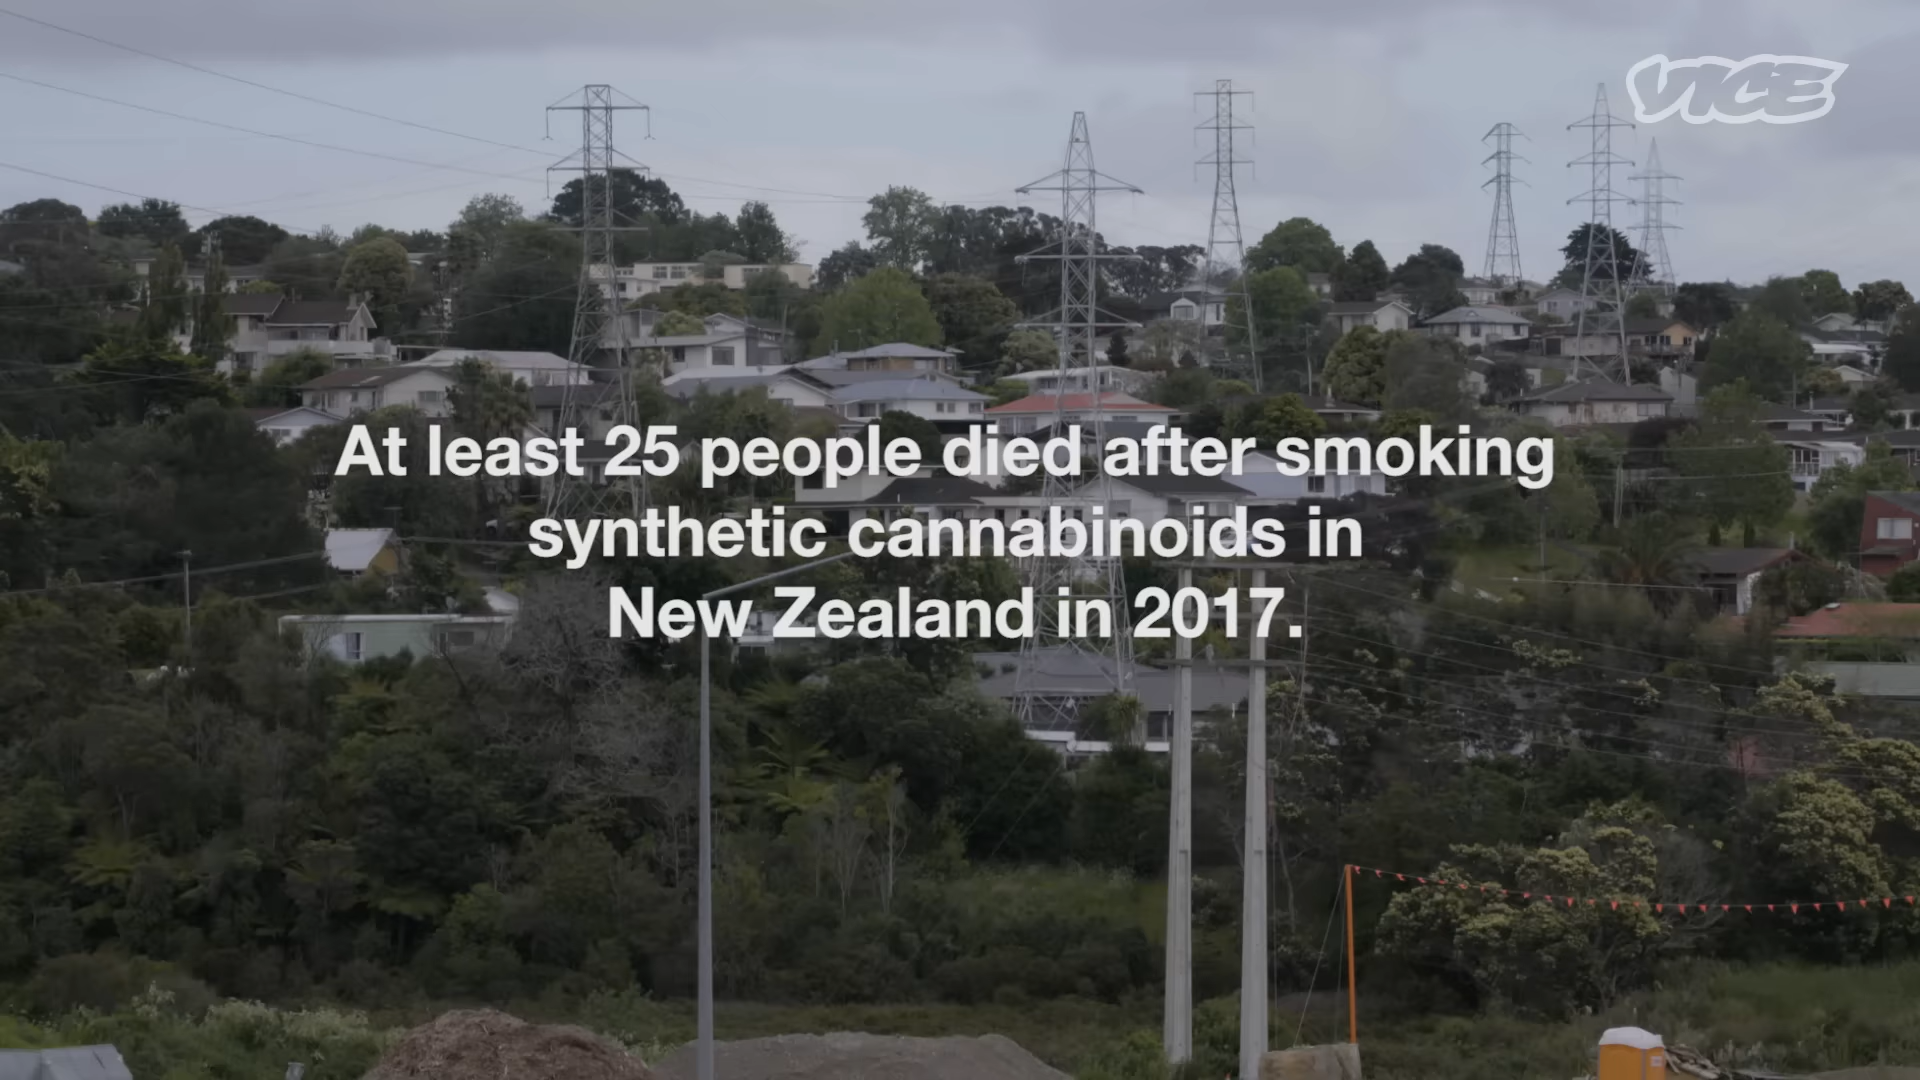 VICE
At least 25 people died after smoking
synthetic cannabinoids in
New Zealand in 2017.